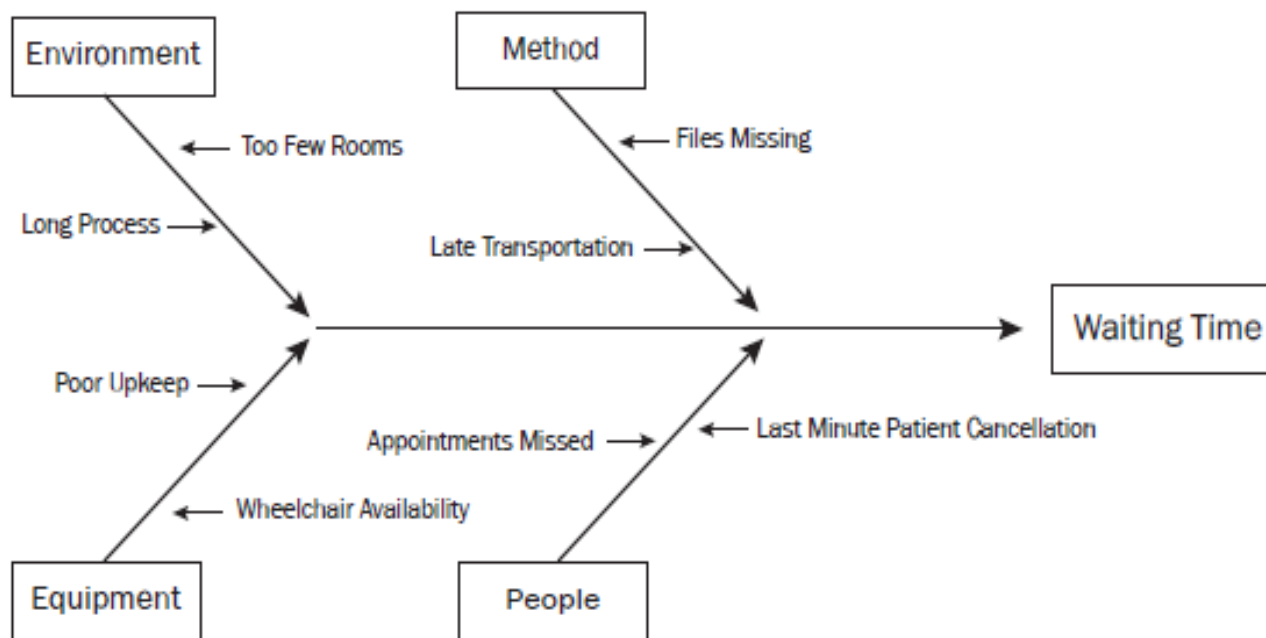 Environment
Method
Too Few Rooms
Files Missing
Long Process
Late Transportation
Waiting Time
Poor Upkeep
Appointments Missed
Last Minute Patient Cancellation
Wheelchair Availability
Equipment
People